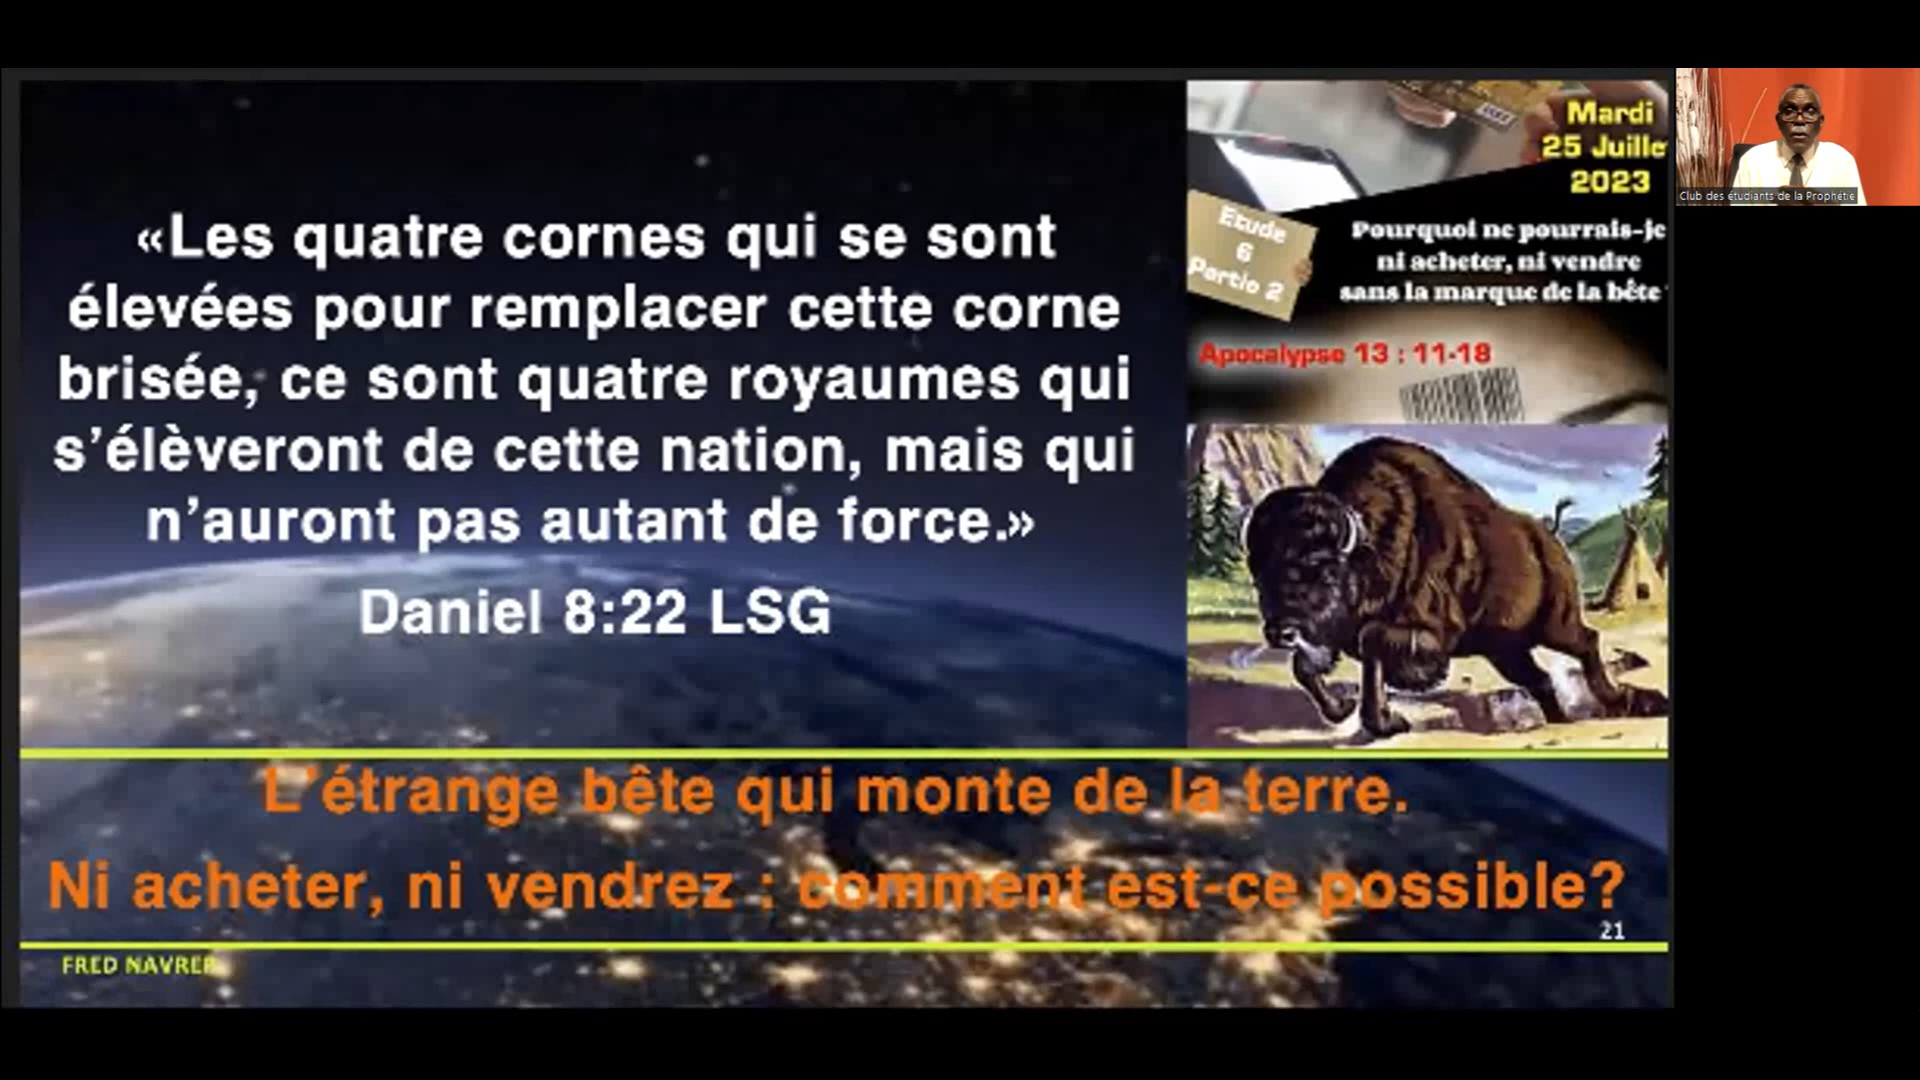 «Les quatre cornes qui se sont
élevées pour remplacer cette corne
brisée, ce sont quatre royaumes qui
s’élèveront de cette nation, mais qui
n’auront pas autant de force.»
Daniel 8:22 LSG
Mardi
25 Juille
2023
Etude
6
Partie 2
Pourquoi ne pourrais-je
ni acheter, ni vendre
sans la marque de la bête
Apocalypse 13 : 11-18
L’étrange bête qui monte de la terre.
Ni acheter, ni vendrez : comment est-ce possible?
21
FRED NAVRER
Club des étudiants de la Prophétie